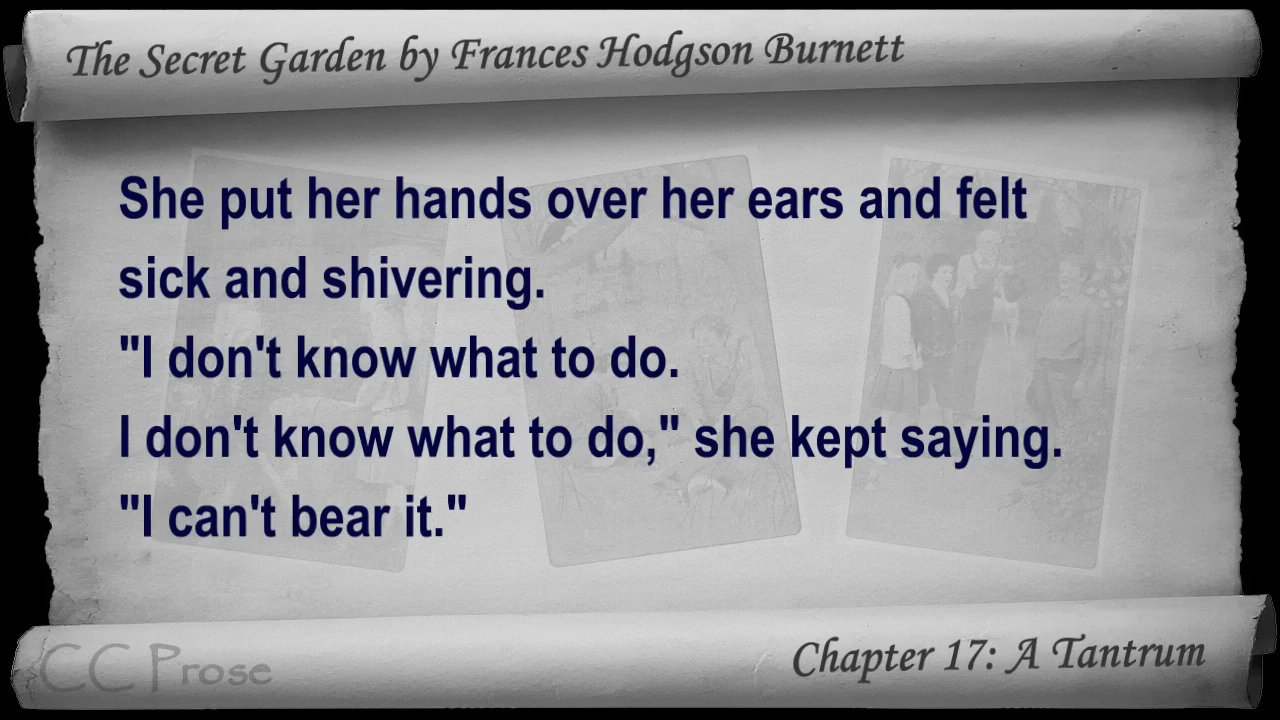 The Secret Garden by Frances Hodgson Burnett
She put her hands over her ears and felt
sick and shivering.
"I don't know what to do.
I don't know what to do," she kept saying.
"I can't bear it."
CC Prose
Chapter 17: A Tantrum